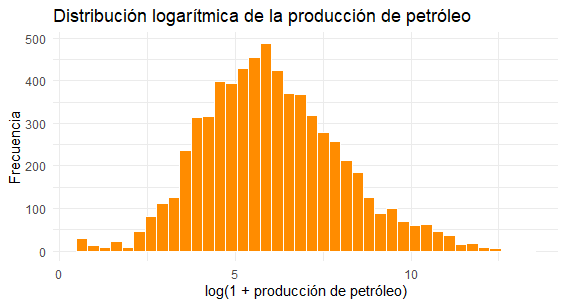 Distribución logarítmica de la producción de petróleo
500
400
300
200
100
0
Frecuencia
0 5 10
log(1 + producción de petróleo)